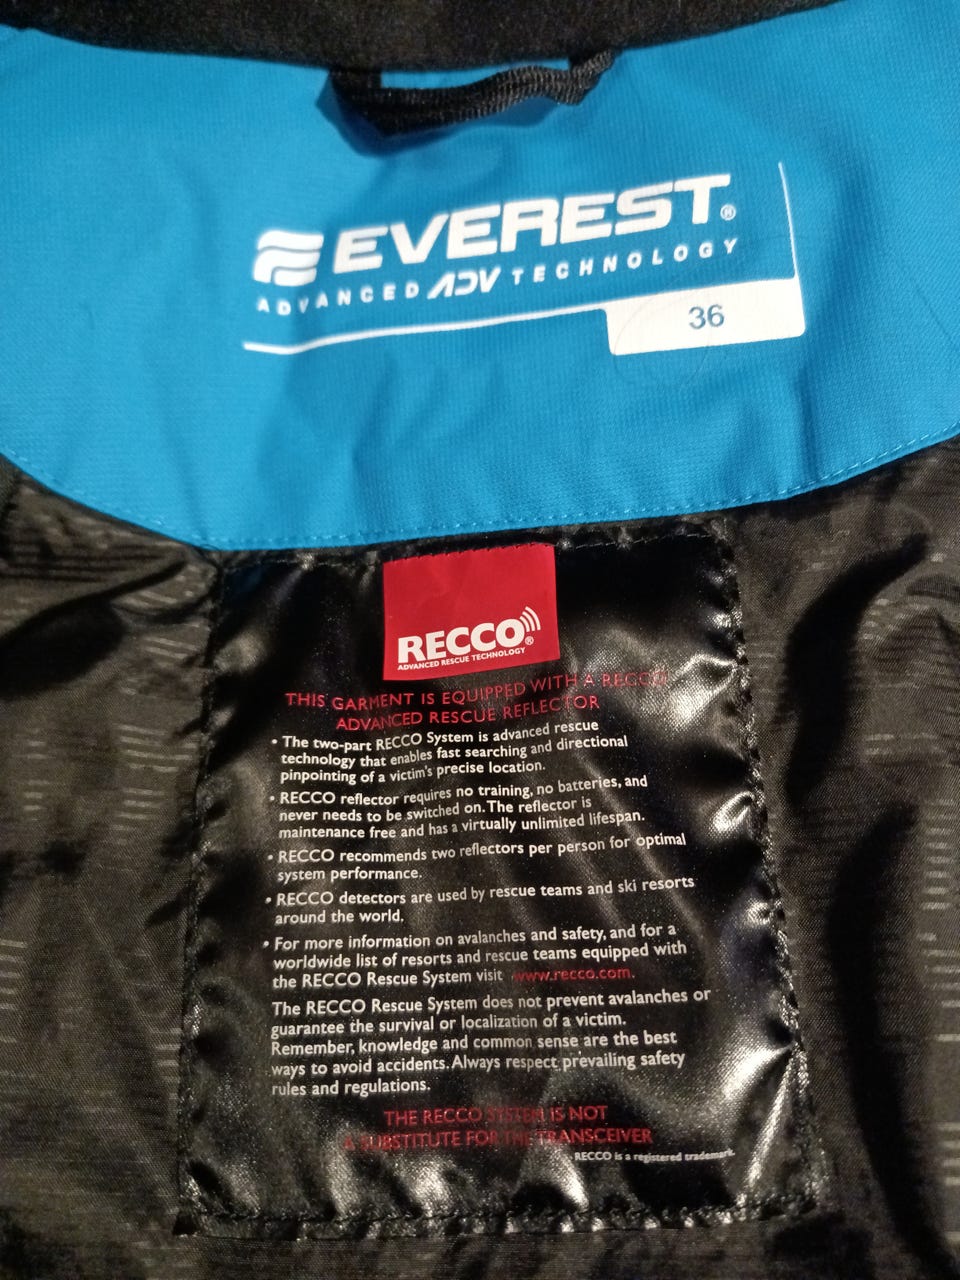 EVEREST®
ADVANCED ADV TECHNOLOGY
36
RECCO®
ADVANCED RESCUE TECHNOLOGY
THIS GARMENT IS EQUIPPED WITH A RECCO
ADVANCED RESCUE REFLECTOR
• The two-part RECCO System is advanced rescue
technology that enables fast searching and directional
pinpointing of a victim's precise location.
• RECCO reflector requires no training, no batteries, and
never needs to be switched on. The reflector is
maintenance free and has a virtually unlimited lifespan.
• RECCO recommends two reflectors per person for optimal
system performance.
• RECCO detectors are used by rescue teams and ski resorts
around the world.
• For more information on avalanches and safety, and for a
worldwide list of resorts and rescue teams equipped with
the RECCO Rescue System visit www.recco.com.
The RECCO Rescue System does not prevent avalanches or
guarantee the survival or localization of a victim.
Remember, knowledge and common sense are the best
ways to avoid accidents. Always respect prevailing safety
rules and regulations.
THE RECCO SYSTEM IS NOT
A SUBSTITUTE FOR THE TRANSCEIVER
RECCO is a registered trademark.